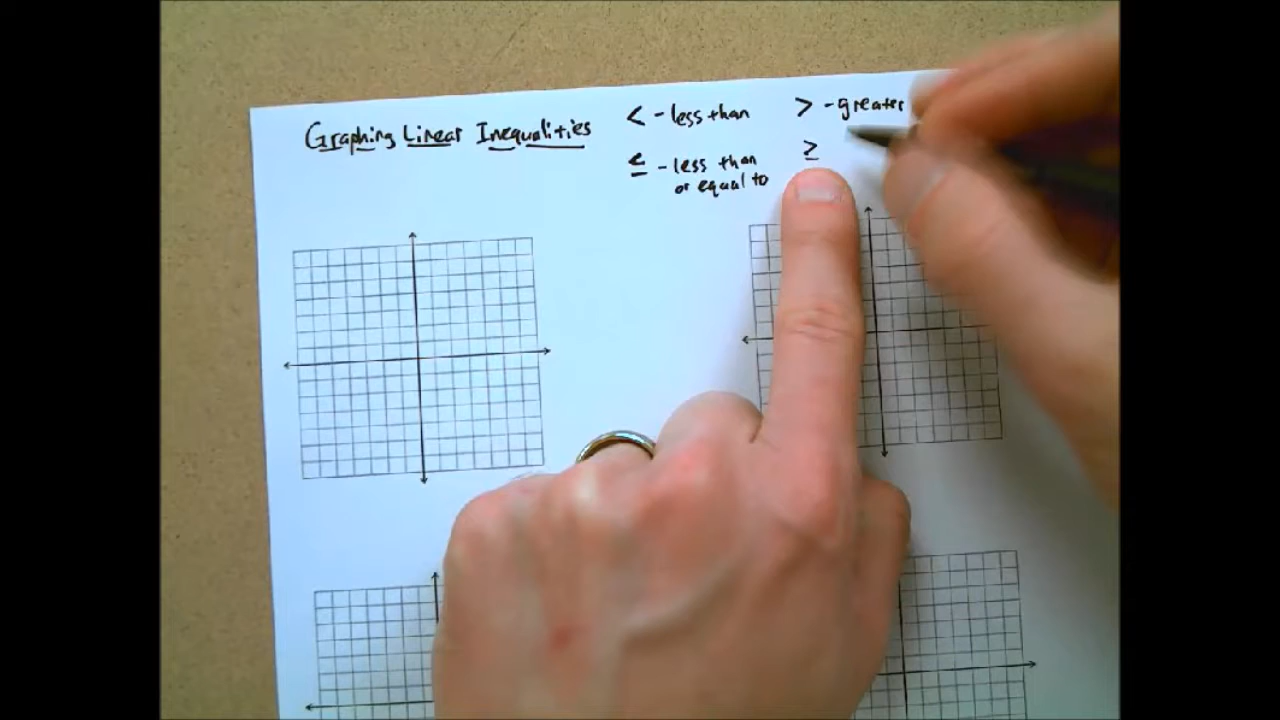 Graphing Linear Inequalities
< - less than
> - greater
≤ - less than
or equal to
≥